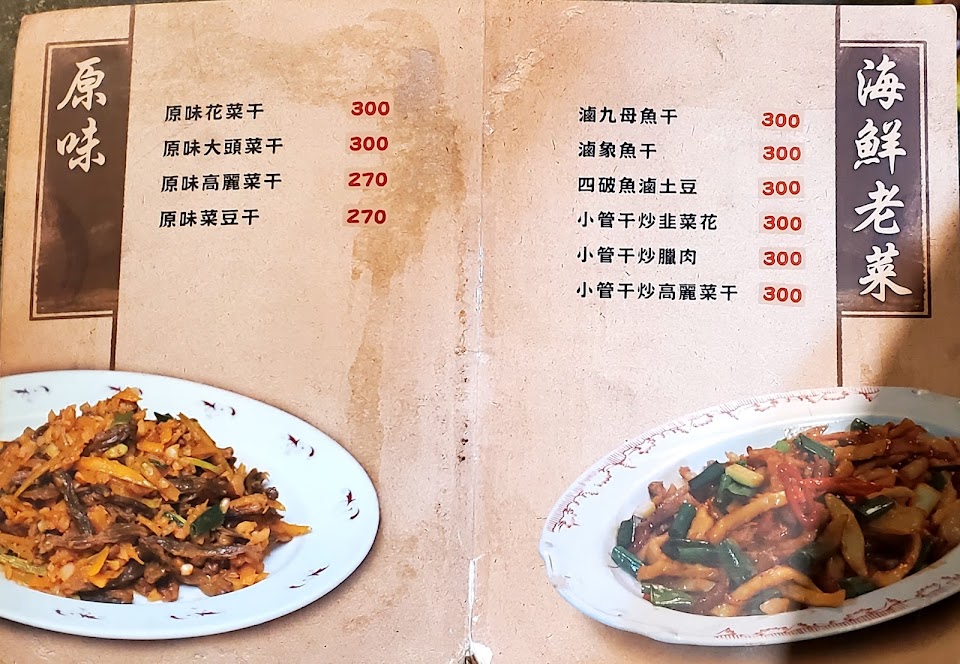 原味
原味花菜干 300
原味大頭菜干 300
原味高麗菜干 270
原味菜豆干 270
海鮮老菜
滷九母魚干 300
滷象魚干 300
四破魚滷土豆 300
小管干炒韭菜花 300
小管干炒臘肉 300
小管干炒高麗菜干 300